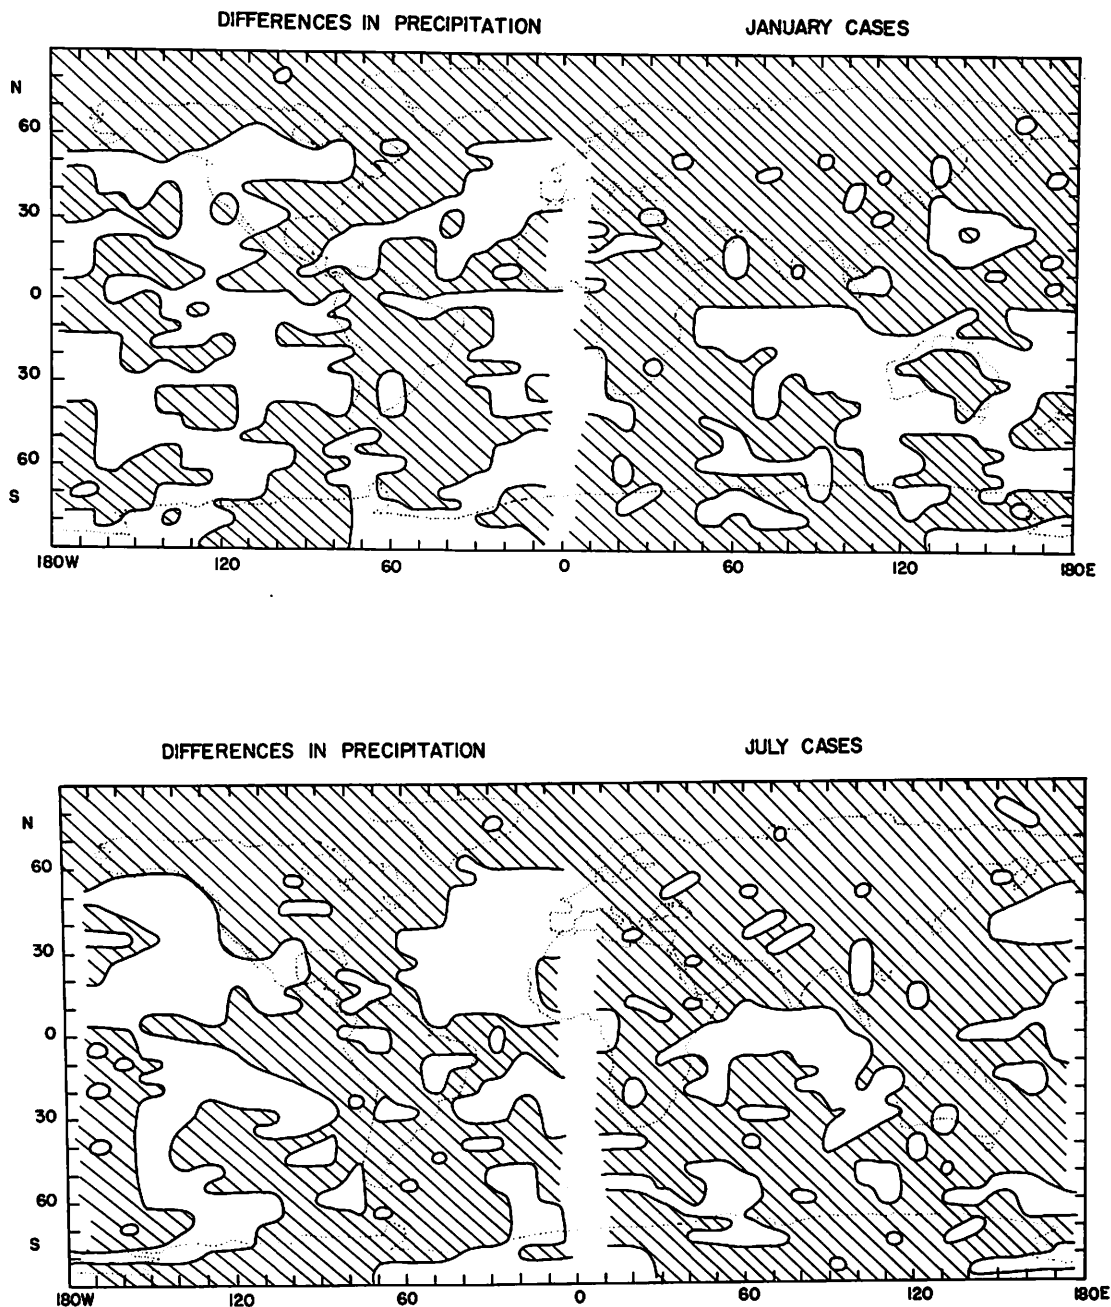 DIFFERENCES IN PRECIPITATION JANUARY CASES
N
60
30
0
30
60
S
180W 120 60 0 60 120 180E
DIFFERENCES IN PRECIPITATION JULY CASES
N
60
30
0
30
60
S
180W 120 60 0 60 120 180E